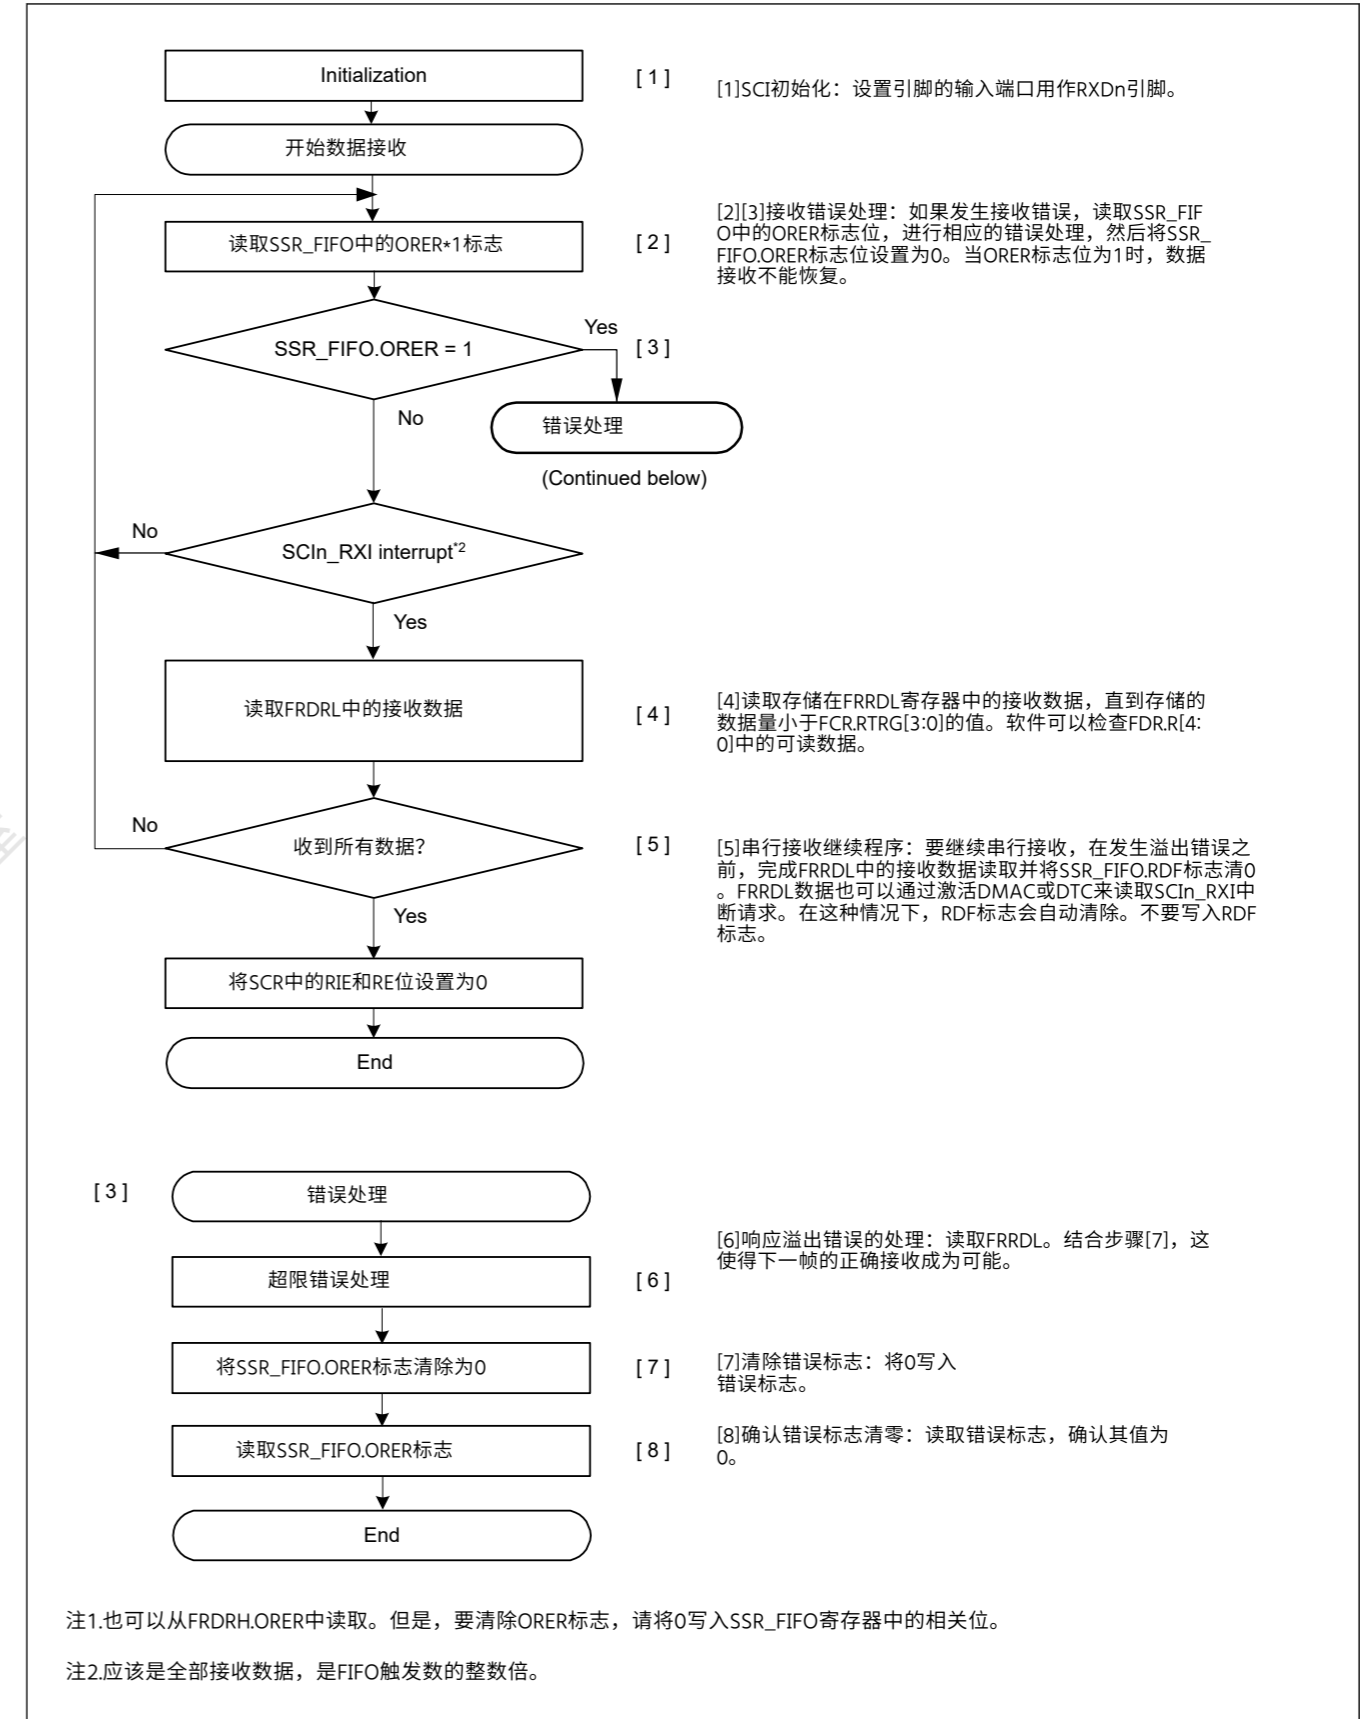 Initialization
[ 1 ]
[1]SCI初始化：设置引脚的输入端口用作RXDn引脚。
开始数据接收
读取SSR_FIFO中的ORER*1标志
[ 2 ]
[2][3]接收错误处理：如果发生接收错误，读取SSR_FIF
O中的ORER标志位，进行相应的错误处理，然后将SSR_
FIFO.ORER标志位设置为0。当ORER标志位为1时，数据
接收不能恢复。
SSR_FIFO.ORER = 1
Yes
[ 3 ]
No
错误处理
(Continued below)
No
SCIn_RXI interrupt*2
Yes
读取FRDRL中的接收数据
[ 4 ]
[4]读取存储在FRRDL寄存器中的接收数据，直到存储的
数据量小于FCR.RTRG[3:0]的值。软件可以检查FDR.R[4:
0]中的可读数据。
No
收到所有数据？
[ 5 ]
[5]串行接收继续程序：要继续串行接收，在发生溢出错误之
前，完成FRRDL中的接收数据读取并将SSR_FIFO.RDF标志清0
。FRRDL数据也可以通过激活DMAC或DTC来读取SCIn_RXI中
断请求。在这种情况下，RDF标志会自动清除。不要写入RDF
标志。
Yes
将SCR中的RIE和RE位设置为0
End
[ 3 ]
错误处理
超限错误处理
[ 6 ]
[6]响应溢出错误的处理：读取FRRDL。结合步骤[7]，这
使得下一帧的正确接收成为可能。
将SSR_FIFO.ORER标志清除为0
[ 7 ]
[7]清除错误标志：将0写入
错误标志。
读取SSR_FIFO.ORER标志
[ 8 ]
[8]确认错误标志清零：读取错误标志，确认其值为
0。
End
注1.也可以从FRDRH.ORER中读取。但是，要清除ORER标志，请将0写入SSR_FIFO寄存器中的相关位。
注2.应该是全部接收数据，是FIFO触发数的整数倍。